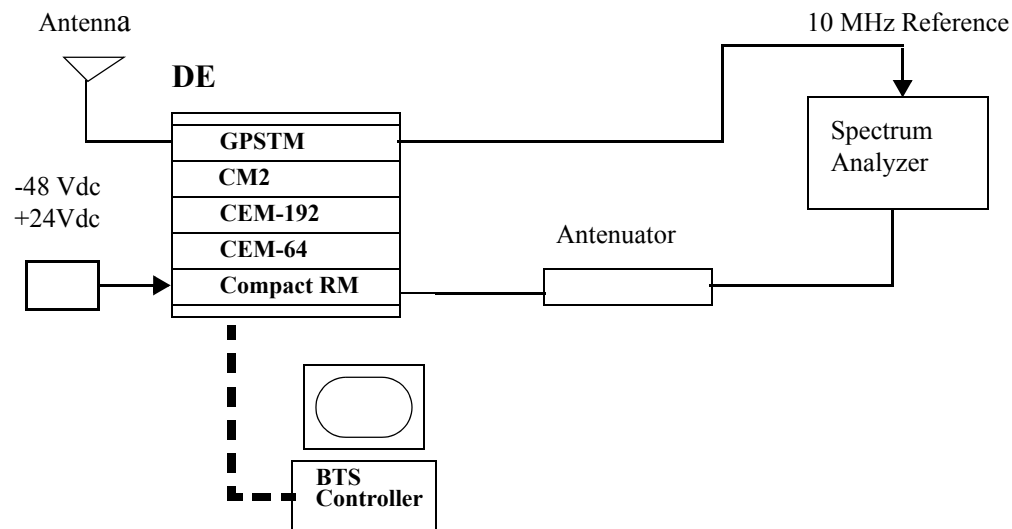 Antenna
10 MHz Reference
DE
GPSTM
CM2
CEM-192
CEM-64
Compact RM
-48 Vdc
+24Vdc
Spectrum
Analyzer
Antenuator
BTS
Controller